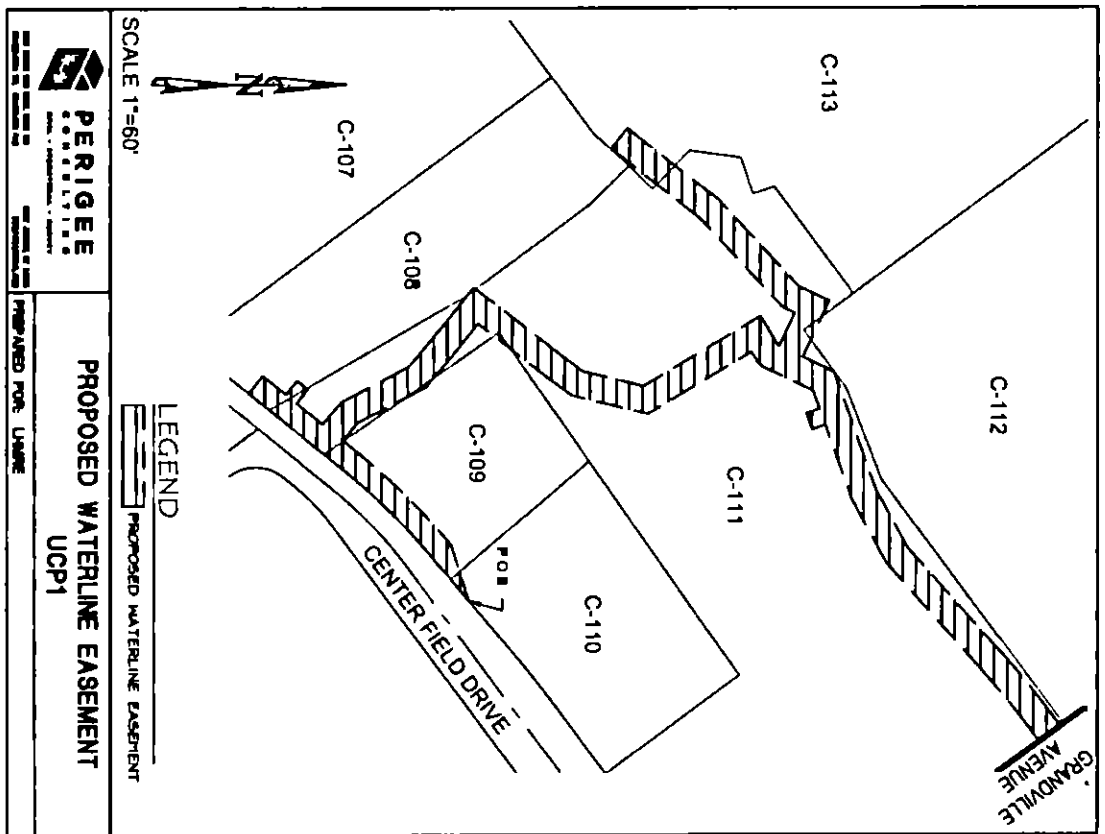 C-113
C-112
C-107
C-108
C-111
C-109
C-110
P O B
CENTER FIELD DRIVE
GRANDVILLE
AVENUE
N
SCALE 1"=60'
LEGEND
PROPOSED WATERLINE EASEMENT
PERIGEE
CONSULTING
PREPARED FOR:
PROPOSED WATERLINE EASEMENT
UCP1